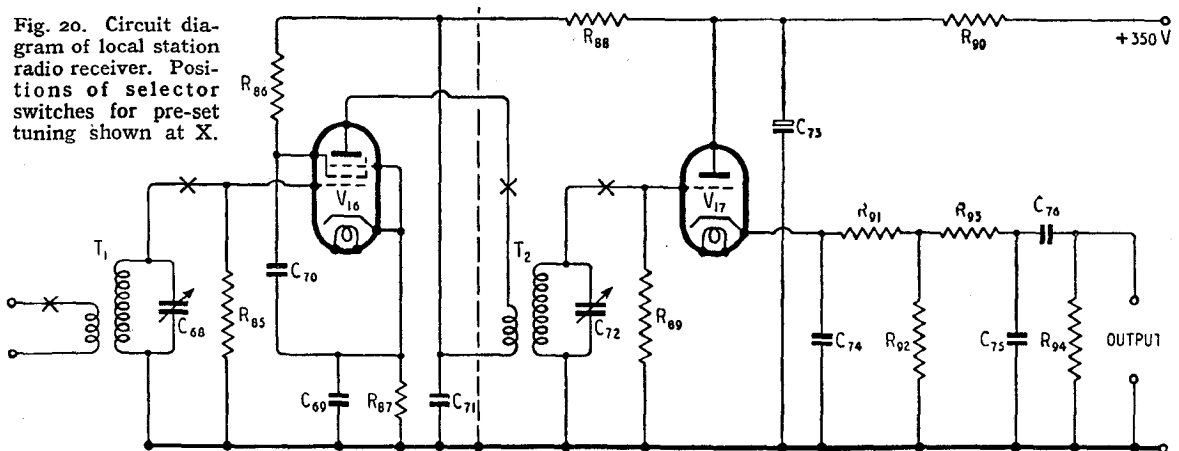 Fig. 20. Circuit dia-
gram of local station
radio receiver. Posi-
tions of selector
switches for pre-set
tuning shown at X.
R88
R90
+350 V
R86
C73
V16
V17
T1
C70
T2
R91
R93
C76
C68
R85
C72
R89
C74
R92
C75
R94
OUTPUT
C69
R87
C71